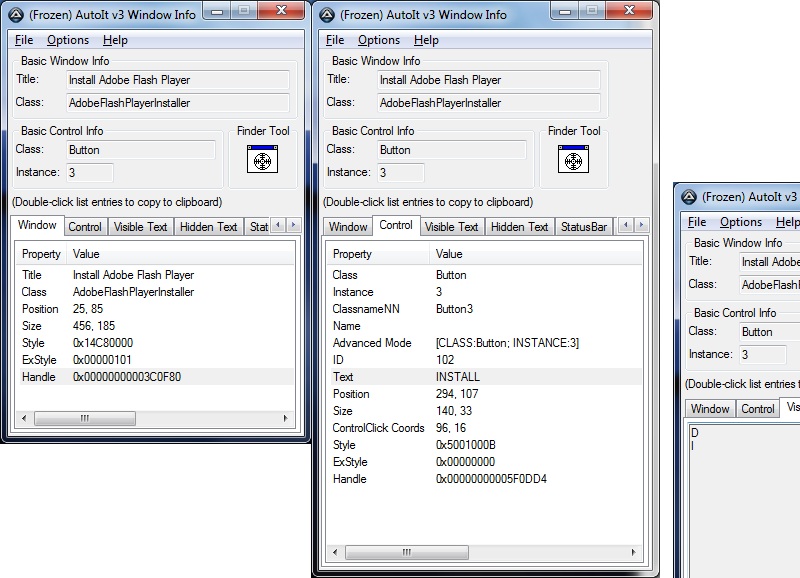 (Frozen) AutoIt v3 Window Info
File Options Help
Basic Window Info
Title: Install Adobe Flash Player
Class: AdobeFlashPlayerInstaller
Basic Control Info
Finder Tool
Class: Button
Instance: 3
(Double-click list entries to copy to clipboard)
Window Control Visible Text Hidden Text Stat
Property Value
Title Install Adobe Flash Player
Class AdobeFlashPlayerInstaller
Position 25, 85
Size 456, 185
Style 0x14C80000
ExStyle 0x00000101
Handle 0x00000000003C0F80
(Frozen) AutoIt v3 Window Info
File Options Help
Basic Window Info
Title: Install Adobe Flash Player
Class: AdobeFlashPlayerInstaller
Basic Control Info
Finder Tool
Class: Button
Instance: 3
(Double-click list entries to copy to clipboard)
Window Control Visible Text Hidden Text StatusBar
Property Value
Class Button
Instance 3
ClassnameNN Button3
Name
Advanced Mode [CLASS:Button; INSTANCE:3]
ID 102
Text INSTALL
Position 294, 107
Size 140, 33
ControlClick Coords 96, 16
Style 0x5001000B
ExStyle 0x00000000
Handle 0x00000000005F0DD4
(Frozen) AutoIt v3
File Options Help
Basic Window Info
Title: Install Adobe
Class: AdobeFlashl
Basic Control Info
Class: Button
Instance: 3
(Double-click list entries t
Window Control Vis
D
I